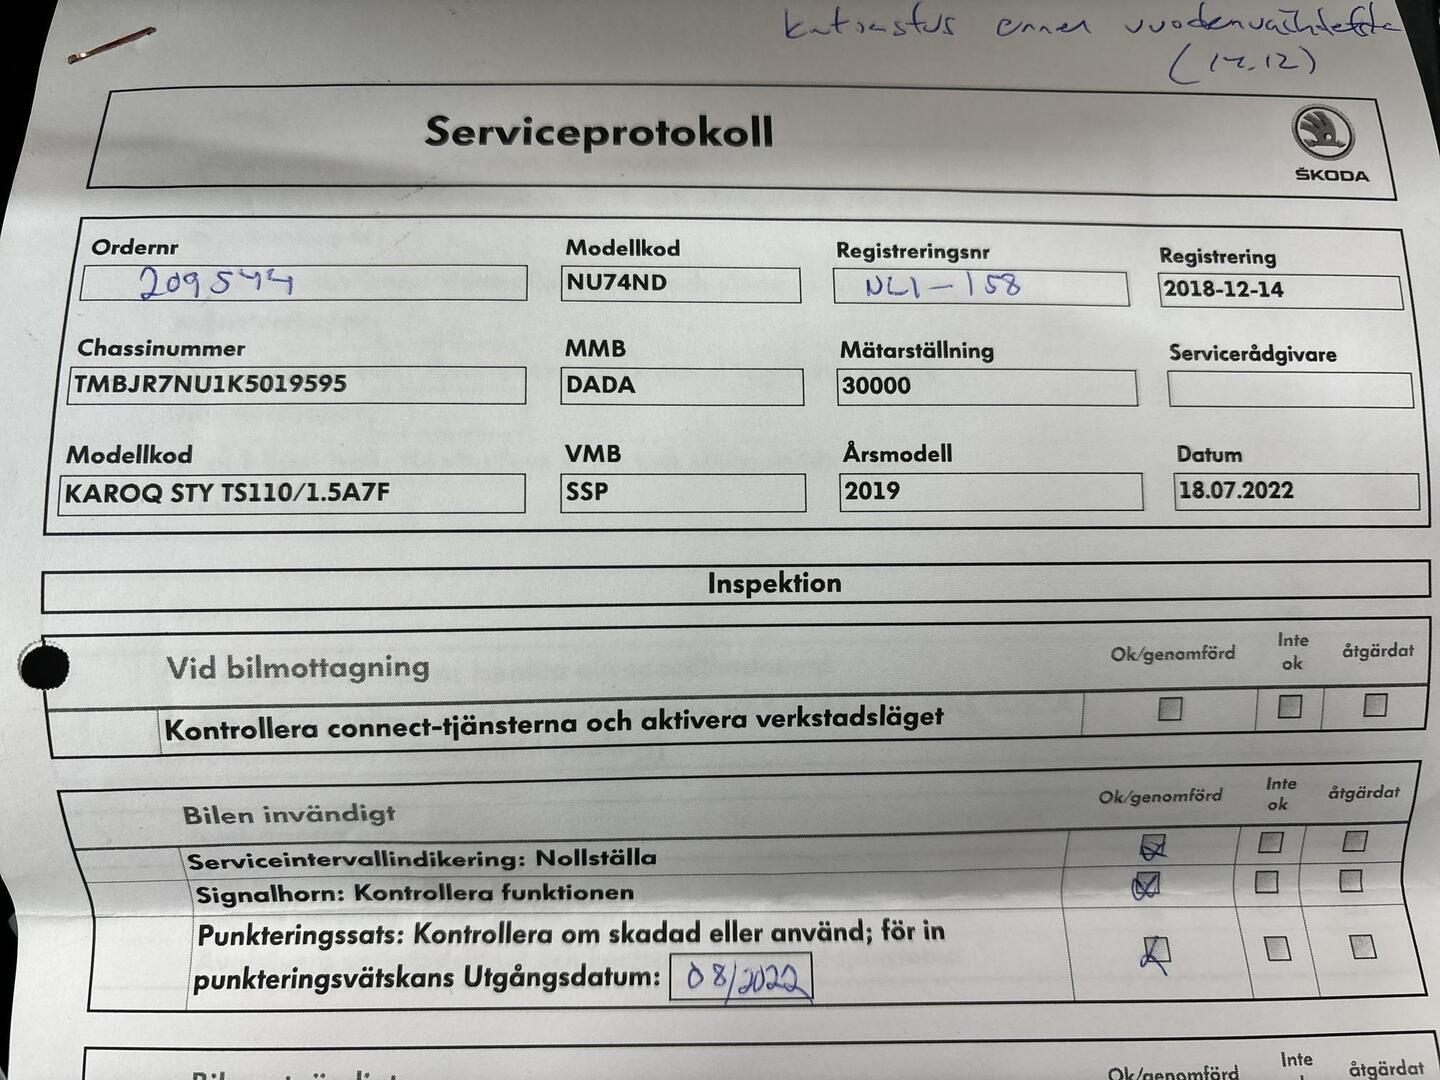 Katsastus ennen vuodenvaihdetta
(14.12)
Serviceprotokoll
ŠKODA
Ordernr Modellkod Registreringsnr Registrering
209544 NU74ND NLI-158 2018-12-14
Chassinummer MMB Mätarställning Servicerådgivare
TMBJR7NU1K5019595 DADA 30000
Modellkod VMB Årsmodell Datum
KAROQ STY TS110/1.5A7F SSP 2019 18.07.2022
Inspektion
Vid bilmottagning Ok/genomförd Inte ok åtgärdat
Kontrollera connect-tjänsterna och aktivera verkstadsläget
Bilen invändigt Ok/genomförd Inte ok åtgärdat
Serviceintervallindikering: Nollställa
Signalhorn: Kontrollera funktionen
Punkteringssats: Kontrollera om skadad eller använd; för in
punkteringsvätskans Utgångsdatum: 08/2022
Ok/genomförd Inte åtgärdat